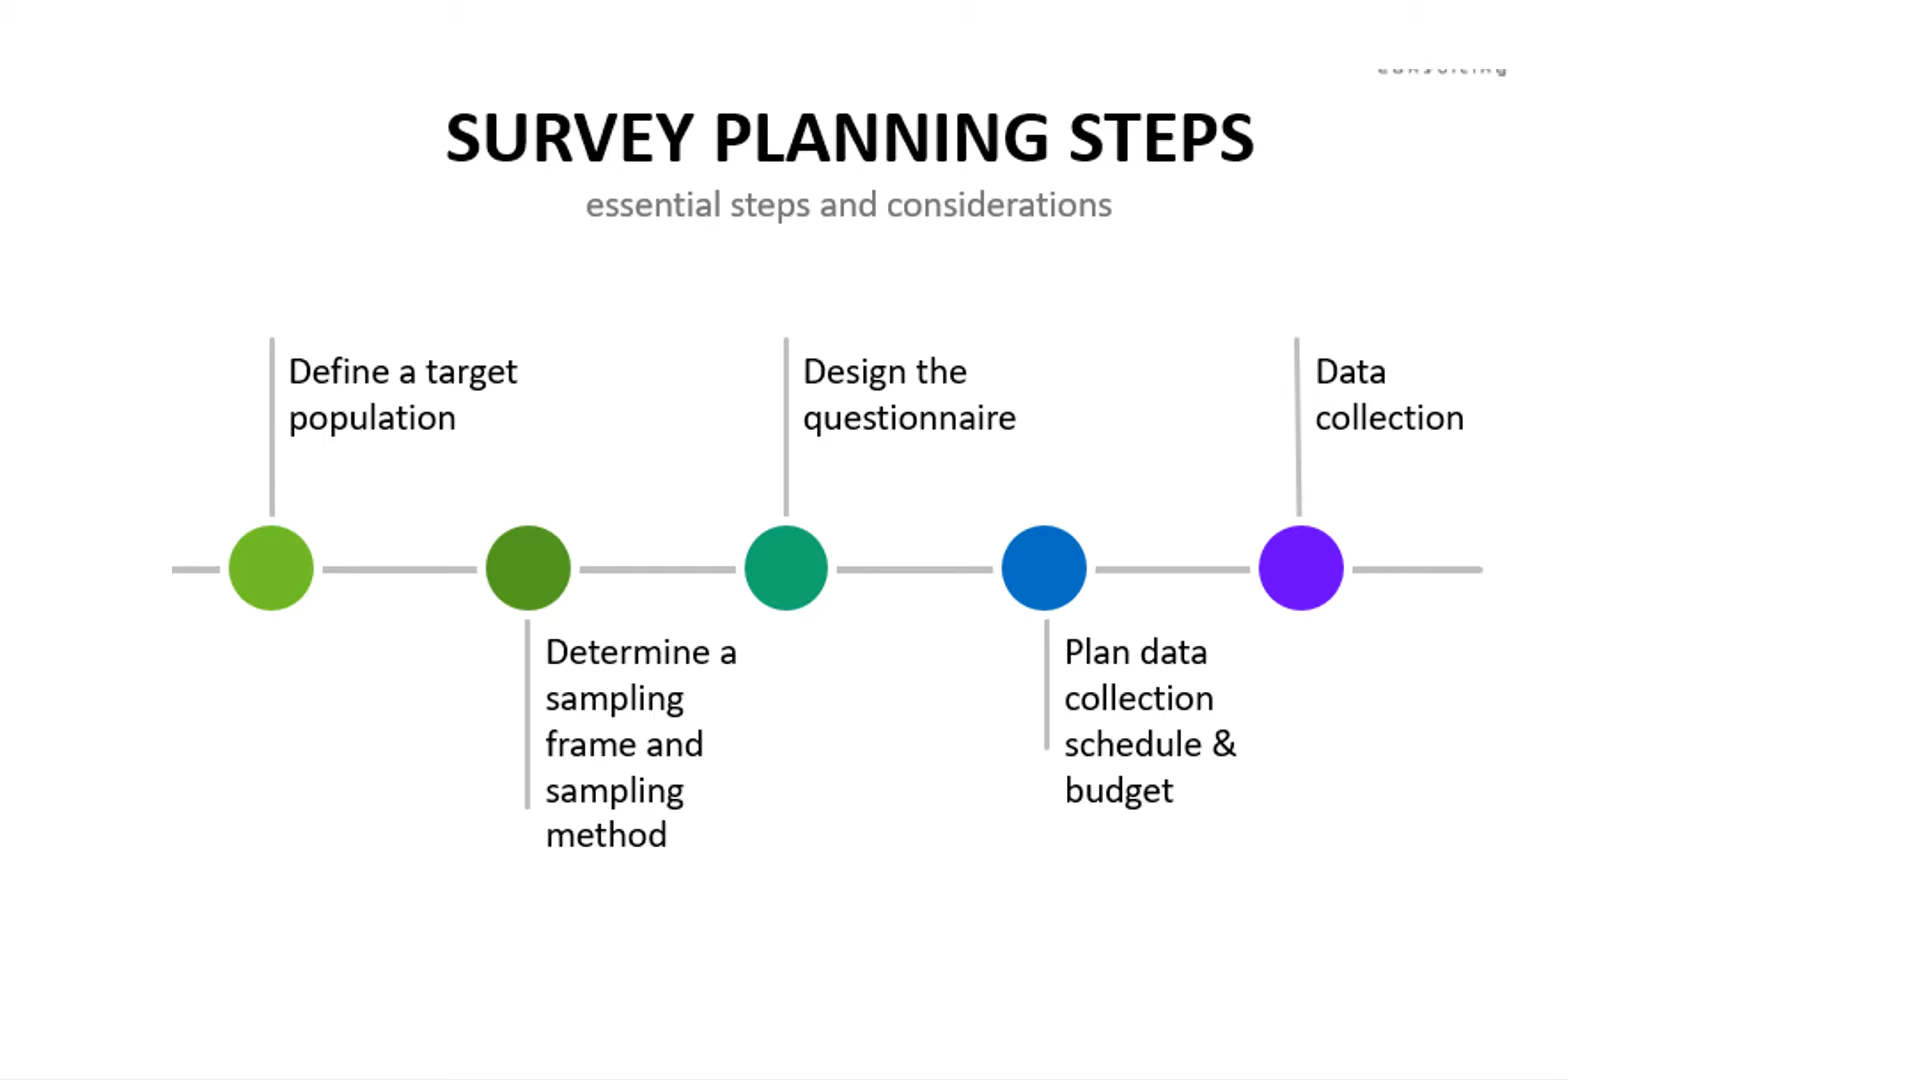 SURVEY PLANNING STEPS
essential steps and considerations
Define a target
population
Design the
questionnaire
Data
collection
Determine a
sampling
frame and
sampling
method
Plan data
collection
schedule &
budget